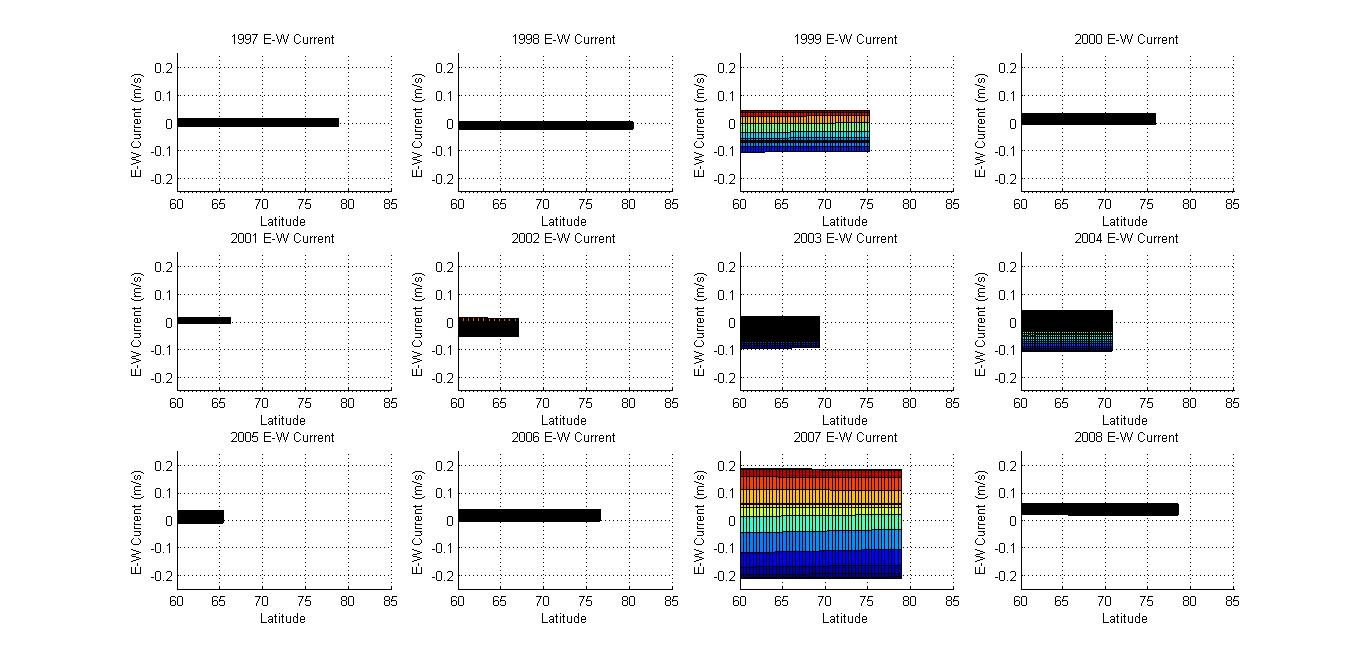 1997 E-W Current
0.2
0.1
0
-0.1
-0.2
E-W Current (m/s)
60 65 70 75 80 85
Latitude
1998 E-W Current
0.2
0.1
0
-0.1
-0.2
E-W Current (m/s)
60 65 70 75 80 85
Latitude
1999 E-W Current
0.2
0.1
0
-0.1
-0.2
E-W Current (m/s)
60 65 70 75 80 85
Latitude
2000 E-W Current
0.2
0.1
0
-0.1
-0.2
E-W Current (m/s)
60 65 70 75 80 85
Latitude
2001 E-W Current
0.2
0.1
0
-0.1
-0.2
E-W Current (m/s)
60 65 70 75 80 85
Latitude
2002 E-W Current
0.2
0.1
0
-0.1
-0.2
E-W Current (m/s)
60 65 70 75 80 85
Latitude
2003 E-W Current
0.2
0.1
0
-0.1
-0.2
E-W Current (m/s)
60 65 70 75 80 85
Latitude
2004 E-W Current
0.2
0.1
0
-0.1
-0.2
E-W Current (m/s)
60 65 70 75 80 85
Latitude
2005 E-W Current
0.2
0.1
0
-0.1
-0.2
E-W Current (m/s)
60 65 70 75 80 85
Latitude
2006 E-W Current
0.2
0.1
0
-0.1
-0.2
E-W Current (m/s)
60 65 70 75 80 85
Latitude
2007 E-W Current
0.2
0.1
0
-0.1
-0.2
E-W Current (m/s)
60 65 70 75 80 85
Latitude
2008 E-W Current
0.2
0.1
0
-0.1
-0.2
E-W Current (m/s)
60 65 70 75 80 85
Latitude